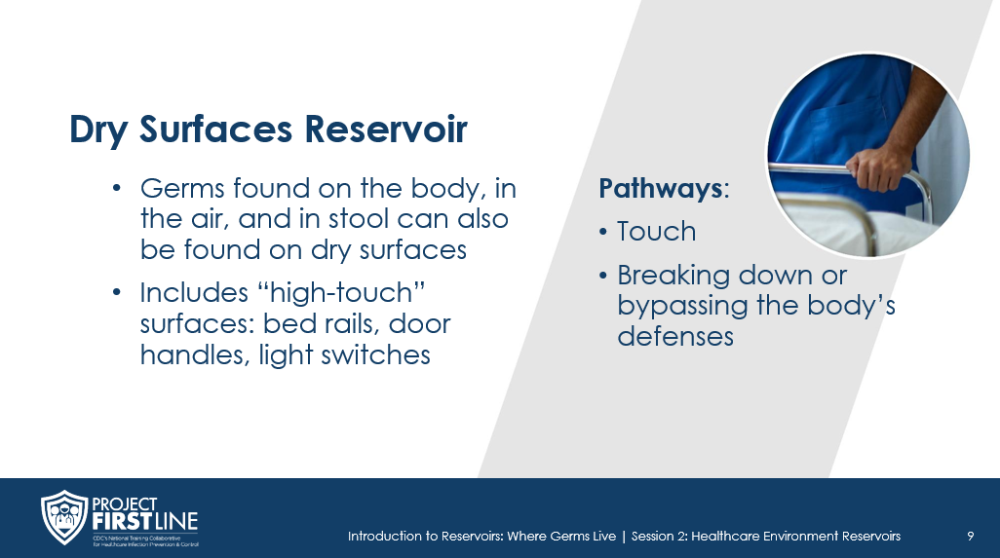 Dry Surfaces Reservoir
• Germs found on the body, in
the air, and in stool can also
be found on dry surfaces
• Includes “high-touch”
surfaces: bed rails, door
handles, light switches
Pathways:
• Touch
• Breaking down or
bypassing the body’s
defenses
PROJECT
FIRSTLINE
CDC's National Training Collaborative
for Healthcare Infection Prevention & Control
Introduction to Reservoirs: Where Germs Live | Session 2: Healthcare Environment Reservoirs
9